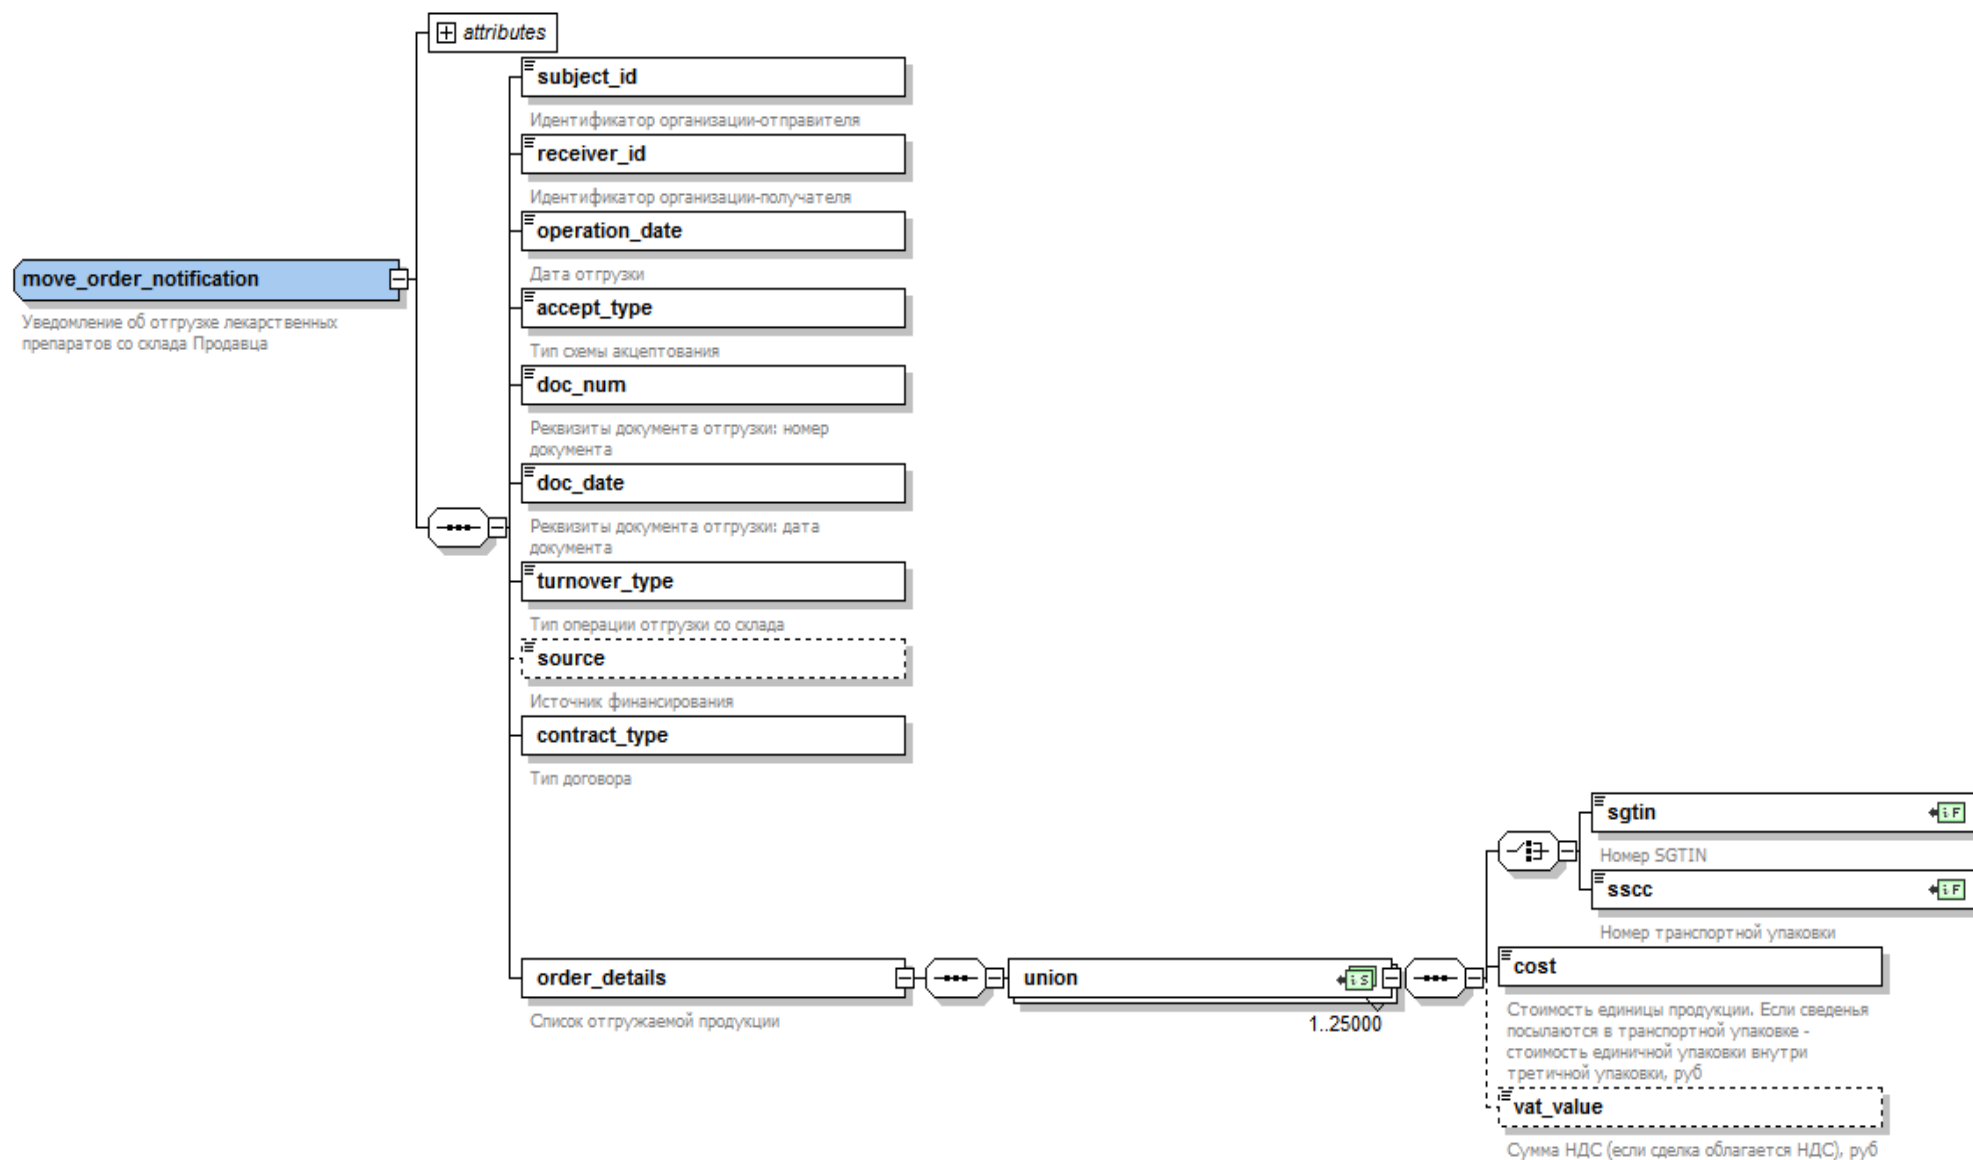 attributes
subject_id
Идентификатор организации-отправителя
receiver_id
Идентификатор организации-получателя
operation_date
Дата отгрузки
move_order_notification
Уведомление об отгрузке лекарственных
препаратов со склада Продавца
accept_type
Тип схемы акцептования
doc_num
Реквизиты документа отгрузки: номер
документа
doc_date
Реквизиты документа отгрузки: дата
документа
turnover_type
Тип операции отгрузки со склада
source
Источник финансирования
contract_type
Тип договора
order_details
Список отгружаемой продукции
union
iS
1..25000
sgtin
iF
Номер SGTIN
sscc
iF
Номер транспортной упаковки
cost
Стоимость единицы продукции. Если сведенья
посылаются в транспортной упаковке -
стоимость единичной упаковки внутри
третичной упаковки, руб
vat_value
Сумма НДС (если сделка облагается НДС), руб